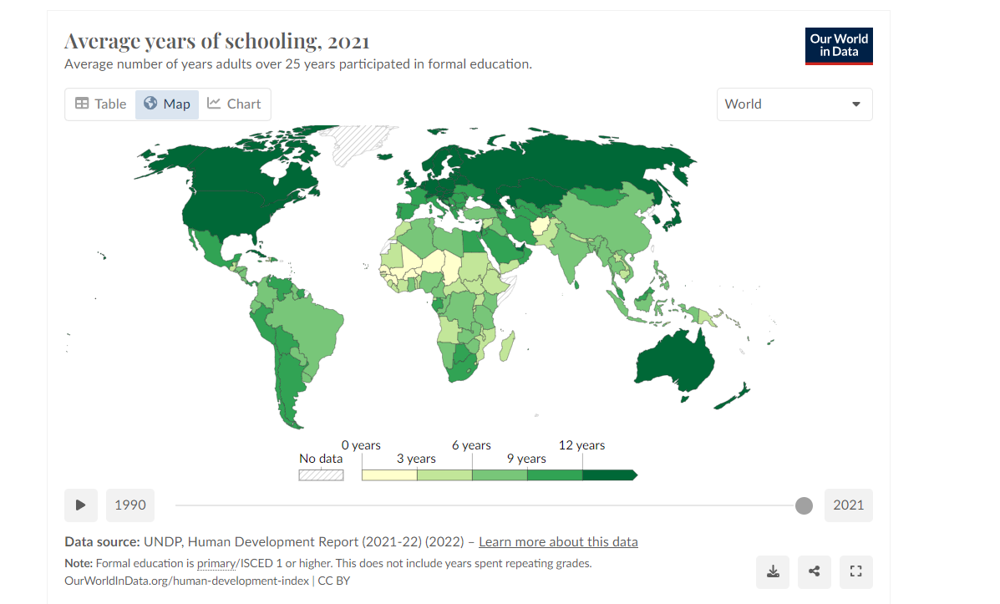 Average years of schooling, 2021
Average number of years adults over 25 years participated in formal education.
Our World
in Data
Table
Map
Chart
World
No data
0 years
3 years
6 years
9 years
12 years
1990
2021
Data source: UNDP, Human Development Report (2021-22) (2022) – Learn more about this data
Note: Formal education is primary/ISCED 1 or higher. This does not include years spent repeating grades.
OurWorldInData.org/human-development-index | CC BY